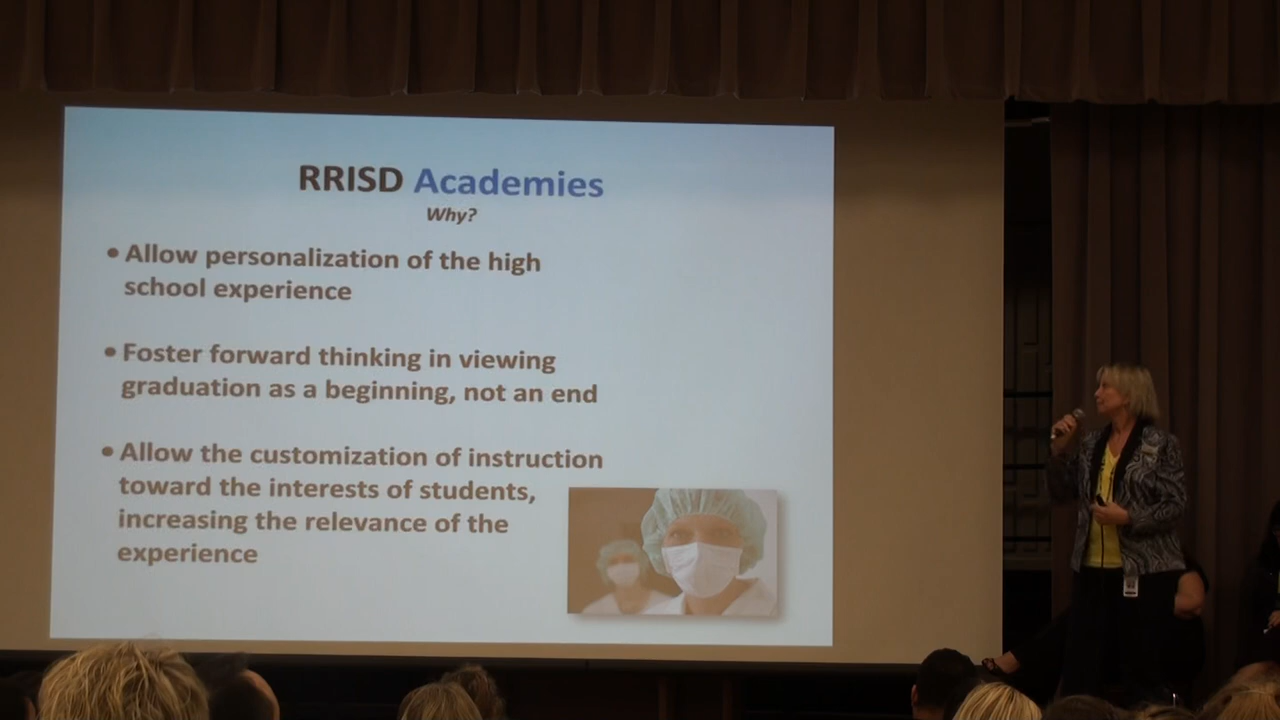 RRISD Academies
Why?
• Allow personalization of the high
school experience
• Foster forward thinking in viewing
graduation as a beginning, not an end
• Allow the customization of instruction
toward the interests of students,
increasing the relevance of the
experience